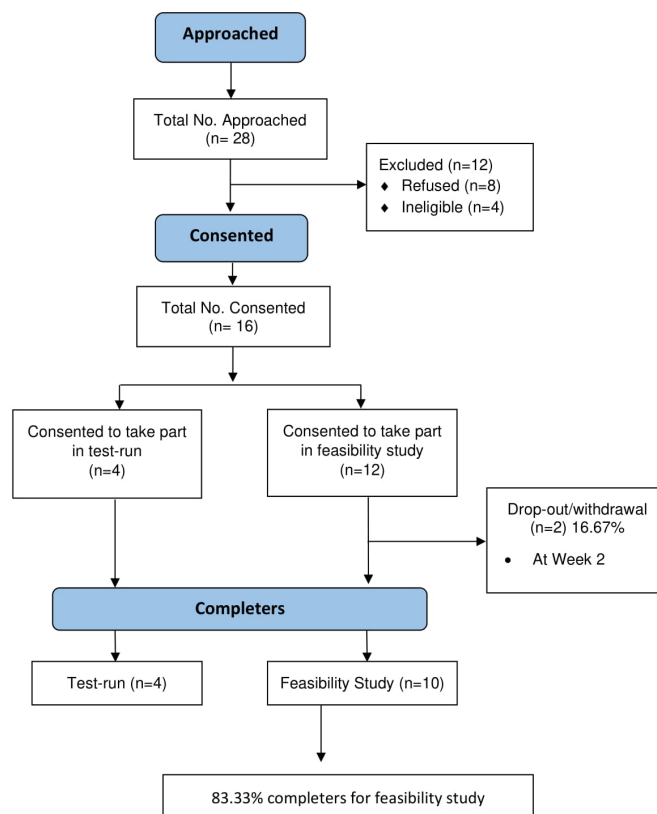 Approached
Total No. Approached
(n= 28)
Excluded (n=12)
♦ Refused (n=8)
♦ Ineligible (n=4)
Consented
Total No. Consented
(n= 16)
Consented to take part
in test-run
(n=4)
Consented to take part
in feasibility study
(n=12)
Drop-out/withdrawal
(n=2) 16.67%
• At Week 2
Completers
Test-run (n=4)
Feasibility Study (n=10)
83.33% completers for feasibility study